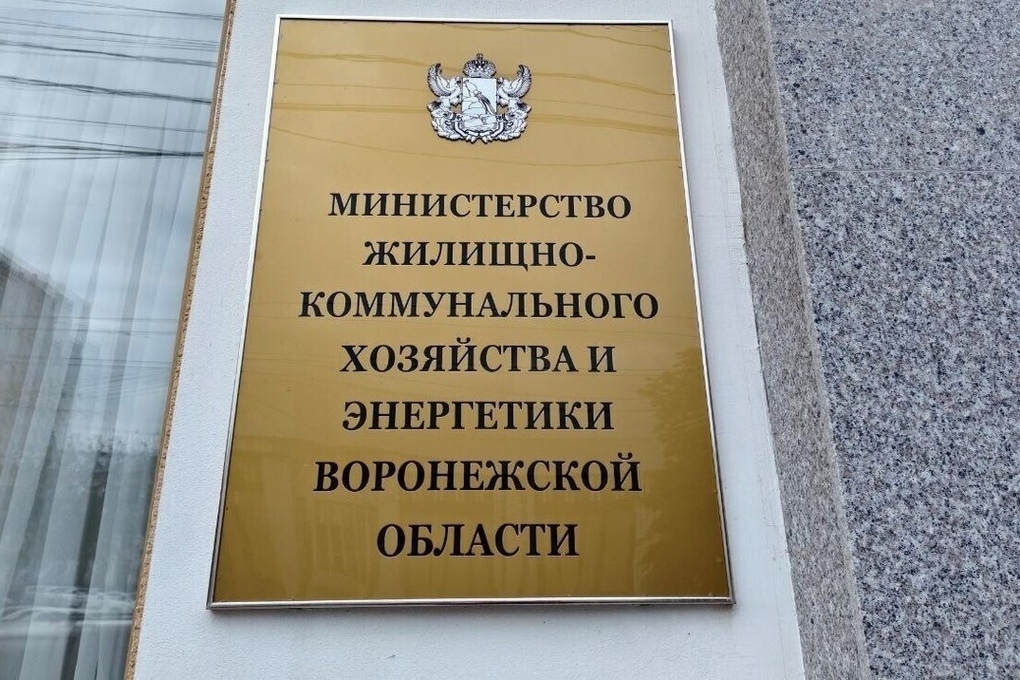 МИНИСТЕРСТВО
ЖИЛИЩНО-
КОММУНАЛЬНОГО
ХОЗЯЙСТВА И
ЭНЕРГЕТИКИ
ВОРОНЕЖСКОЙ
ОБЛАСТИ